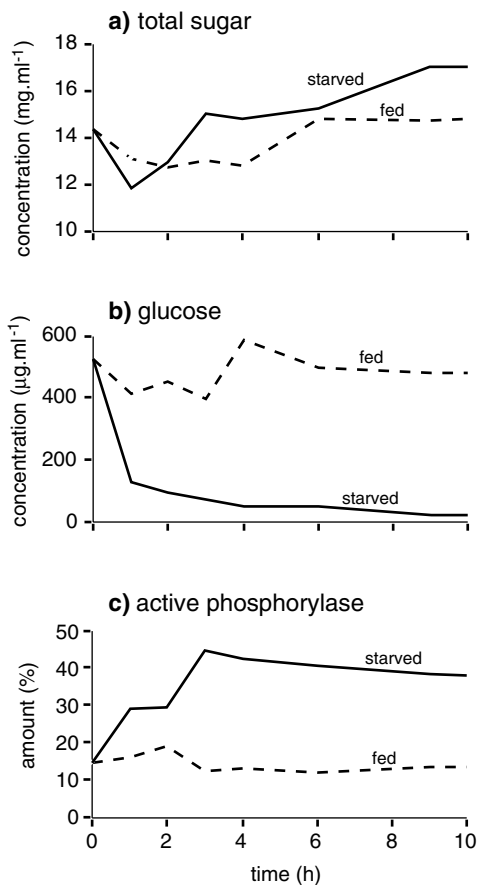 a) total sugar
concentration (mg.ml⁻¹)
18
16
14
12
10
starved
fed
b) glucose
concentration (µg.ml⁻¹)
600
400
200
0
fed
starved
c) active phosphorylase
amount (%)
50
40
30
20
10
0
starved
fed
0 2 4 6 8 10
time (h)